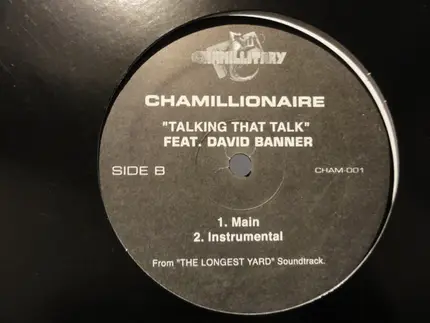 CHAMILLITARY
CHAMILLIONAIRE
"TALKING THAT TALK"
FEAT. DAVID BANNER
SIDE B
CHAM-001
1. Main
2. Instrumental
From "THE LONGEST YARD" Soundtrack.